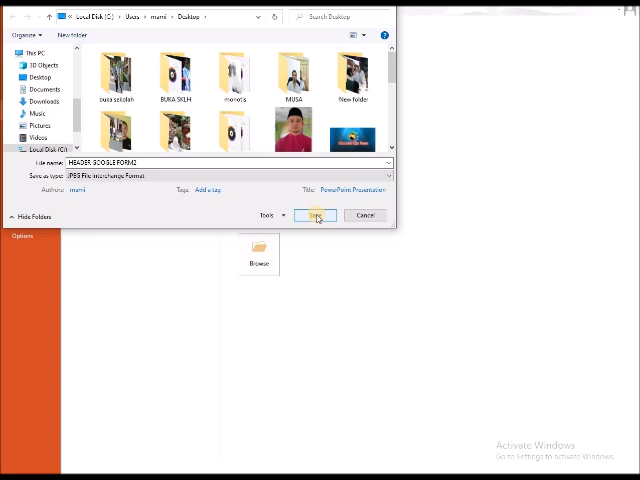 « Local Disk (C:) › Users › mami › Desktop ›
Search Desktop
Organize
New folder
This PC
3D Objects
Desktop
Documents
Downloads
Music
Pictures
Videos
Local Disk (C:)
buka sekolah
BUKA SKLH
monotis
MUSA
New folder
File name: HEADER GOOGLE FORM2
Save as type: JPEG File Interchange Format
Authors: mami
Tags: Add a tag
Title: PowerPoint Presentation
Hide Folders
Tools
Save
Cancel
Options
Browse
Activate Windows
Go to Settings to activate Windows.